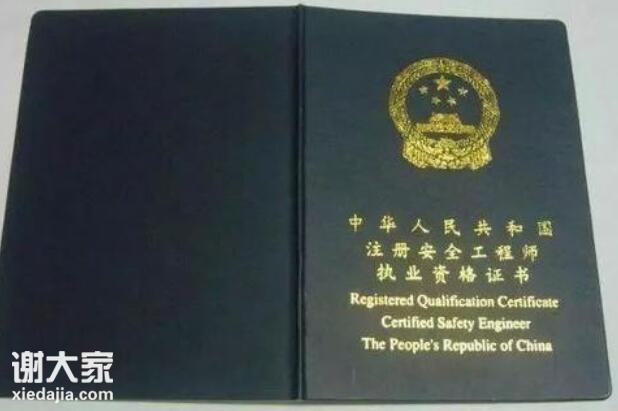 中华人民共和国
注册安全工程师
执业资格证书
Registered Qualification Certificate
Certified Safety Engineer
The People's Republic of China
谢大家
xiedajia.com